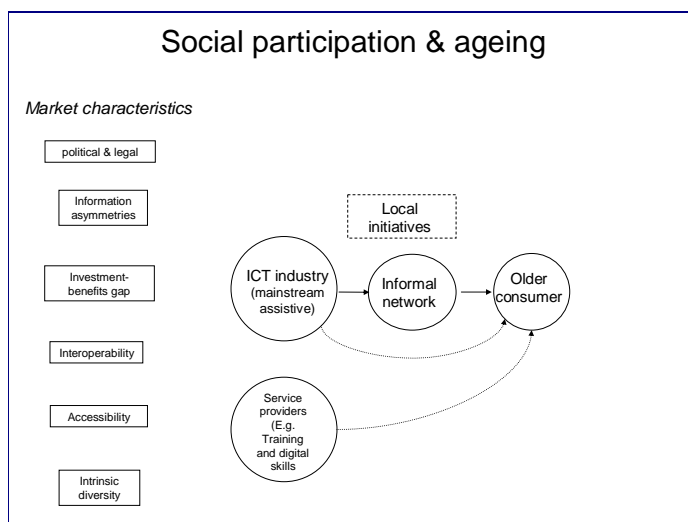 Social participation & ageing
Market characteristics
political & legal
Information
asymmetries
Investment-
benefits gap
Interoperability
Accessibility
Intrinsic
diversity
Local
initiatives
ICT industry
(mainstream
assistive)
Informal
network
Older
consumer
Service
providers
(E.g.
Training
and digital
skills